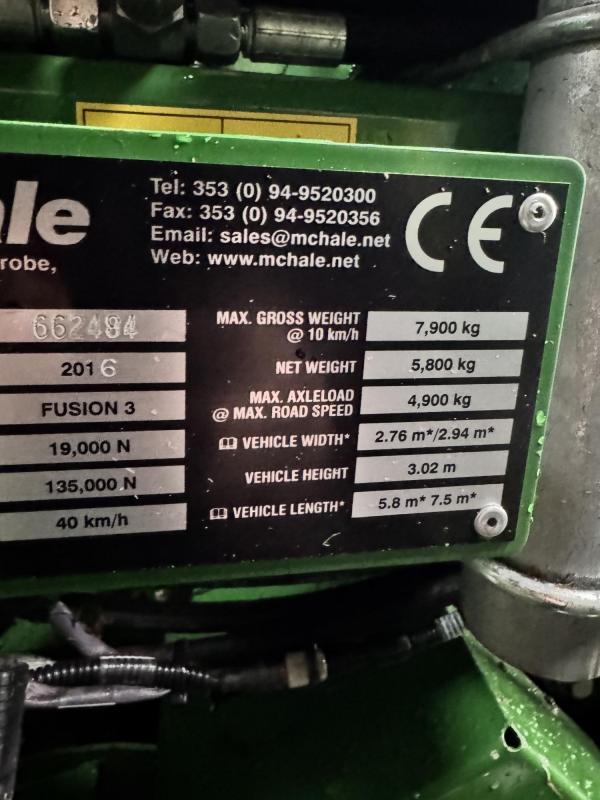 ale
Tel: 353 (0) 94-9520300
Fax: 353 (0) 94-9520356
Email: sales@mchale.net
robe,
Web: www.mchale.net
CE
662484
MAX. GROSS WEIGHT
@ 10 km/h
7,900 kg
2016
NET WEIGHT
5,800 kg
FUSION 3
MAX. AXLELOAD
@ MAX. ROAD SPEED
4,900 kg
19,000 N
VEHICLE WIDTH*
2.76 m*/2.94 m*
135,000 N
VEHICLE HEIGHT
3.02 m
40 km/h
VEHICLE LENGTH*
5.8 m* 7.5 m*